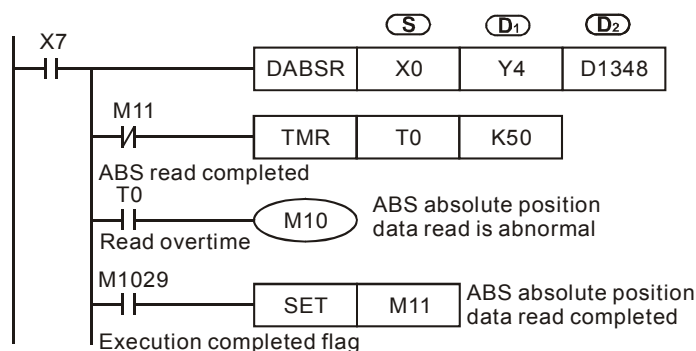 S D1 D2
X7
DABSR X0 Y4 D1348
M11
TMR T0 K50
ABS read completed
T0
M10
ABS absolute position
data read is abnormal
Read overtime
M1029
SET M11
ABS absolute position
data read completed
Execution completed flag